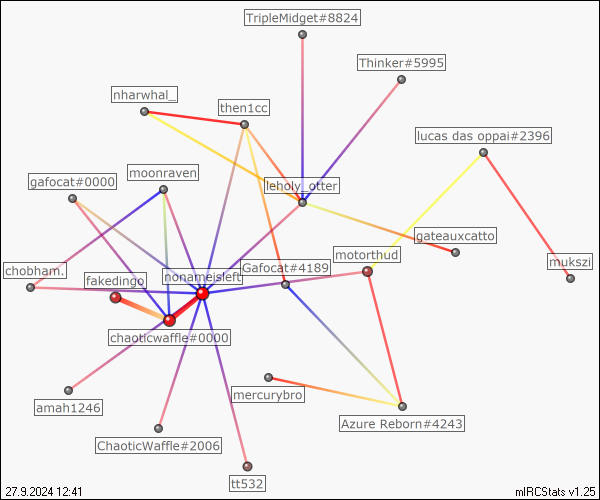 TripleMidget#8824
Thinker#5995
nharwhal_
then1cc
lucas das oppai#2396
moonraven
gafocat#0000
leholy_otter
gateauxcatto
motorthud
mukszi
chobham.
nonameisleft
Gafocat#4189
fakedingo
chaoticwaffle#0000
mercurybro
amah1246
Azure Reborn#4243
ChaoticWaffle#2006
tt532
27.9.2024 12:41
mIRCStats v1.25